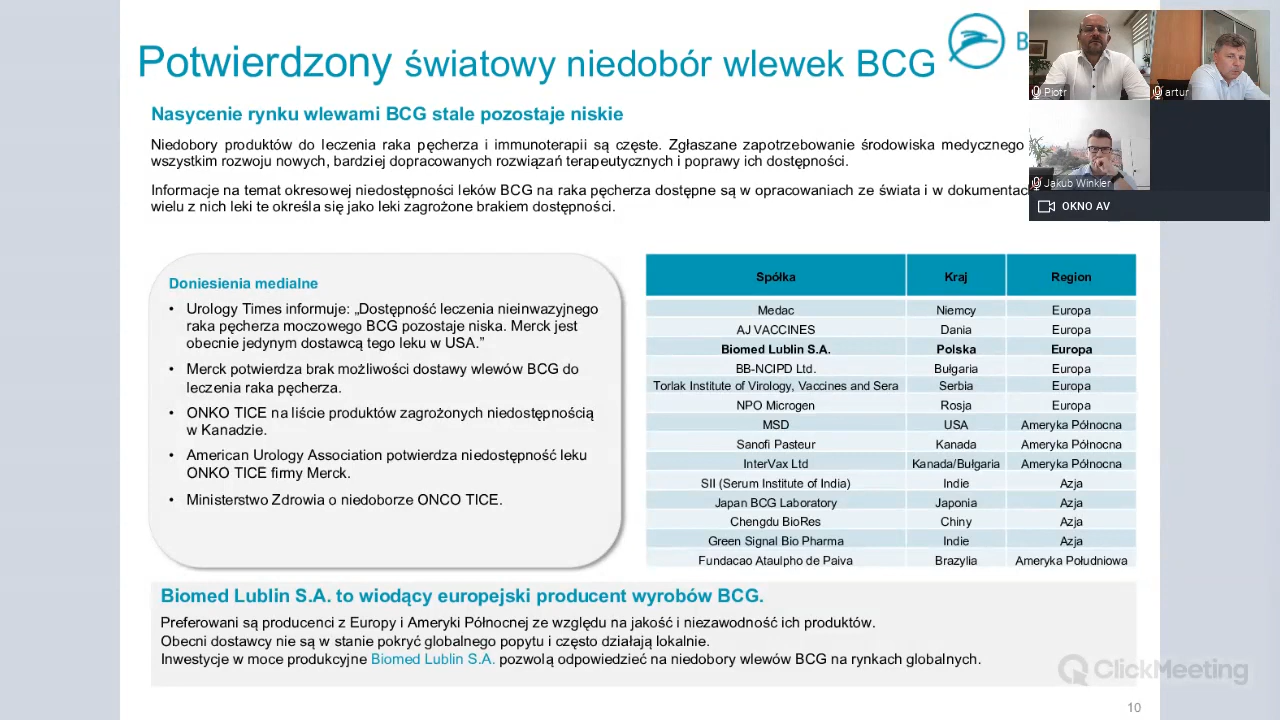 Potwierdzony światowy niedobór wlewek BCG
B
Piotr
artur
Jakub Winkler
OKNO AV
Nasycenie rynku wlewami BCG stale pozostaje niskie
Niedobory produktów do leczenia raka pęcherza i immunoterapii są częste. Zgłaszane zapotrzebowanie środowiska medycznego
wszystkim rozwoju nowych, bardziej dopracowanych rozwiązań terapeutycznych i poprawy ich dostępności.
Informacje na temat okresowej niedostępności leków BCG na raka pęcherza dostępne są w opracowaniach ze świata i w dokumentac
wielu z nich leki te określa się jako leki zagrożone brakiem dostępności.
Doniesienia medialne
• Urology Times informuje: „Dostępność leczenia nieinwazyjnego
raka pęcherza moczowego BCG pozostaje niska. Merck jest
obecnie jedynym dostawcą tego leku w USA.”
• Merck potwierdza brak możliwości dostawy wlewów BCG do
leczenia raka pęcherza.
• ONKO TICE na liście produktów zagrożonych niedostępnością
w Kanadzie.
• American Urology Association potwierdza niedostępność leku
ONKO TICE firmy Merck.
• Ministerstwo Zdrowia o niedoborze ONCO TICE.
Spółka Kraj Region
Medac Niemcy Europa
AJ VACCINES Dania Europa
Biomed Lublin S.A. Polska Europa
BB-NCIPD Ltd. Bułgaria Europa
Torlak Institute of Virology, Vaccines and Sera Serbia Europa
NPO Microgen Rosja Europa
MSD USA Ameryka Północna
Sanofi Pasteur Kanada Ameryka Północna
InterVax Ltd Kanada/Bułgaria Ameryka Północna
SII (Serum Institute of India) Indie Azja
Japan BCG Laboratory Japonia Azja
Chengdu BioRes Chiny Azja
Green Signal Bio Pharma Indie Azja
Fundacao Ataulpho de Paiva Brazylia Ameryka Południowa
Biomed Lublin S.A. to wiodący europejski producent wyrobów BCG.
Preferowani są producenci z Europy i Ameryki Północnej ze względu na jakość i niezawodność ich produktów.
Obecni dostawcy nie są w stanie pokryć globalnego popytu i często działają lokalnie.
Inwestycje w moce produkcyjne Biomed Lublin S.A. pozwolą odpowiedzieć na niedobory wlewów BCG na rynkach globalnych.
ClickMeeting
10